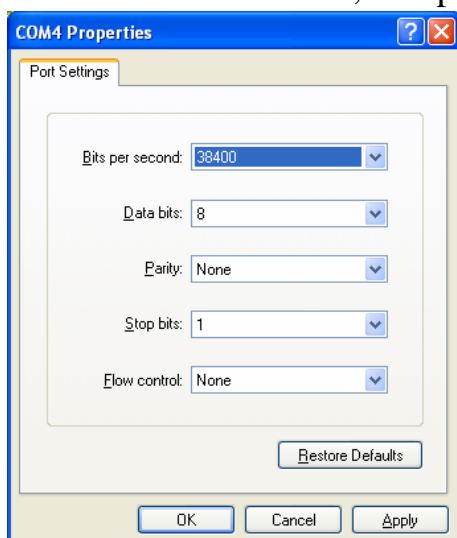 COM4 Properties
Port Settings
Bits per second: 38400
Data bits: 8
Parity: None
Stop bits: 1
Flow control: None
Restore Defaults
OK Cancel Apply